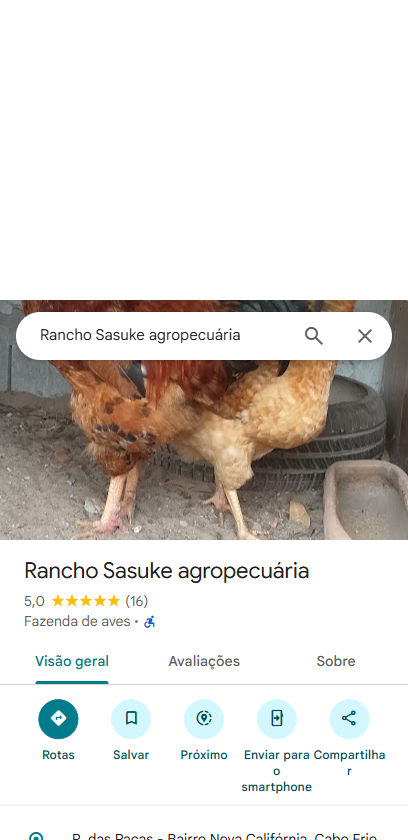 Rancho Sasuke agropecuária
Rancho Sasuke agropecuária
5,0 (16)
Fazenda de aves ·
Visão geral Avaliações Sobre
Rotas Salvar Próximo Enviar para Compartilha
o r
smartphone
R. das Pacas - Bairro Nova Califórnia, Cabo Frio